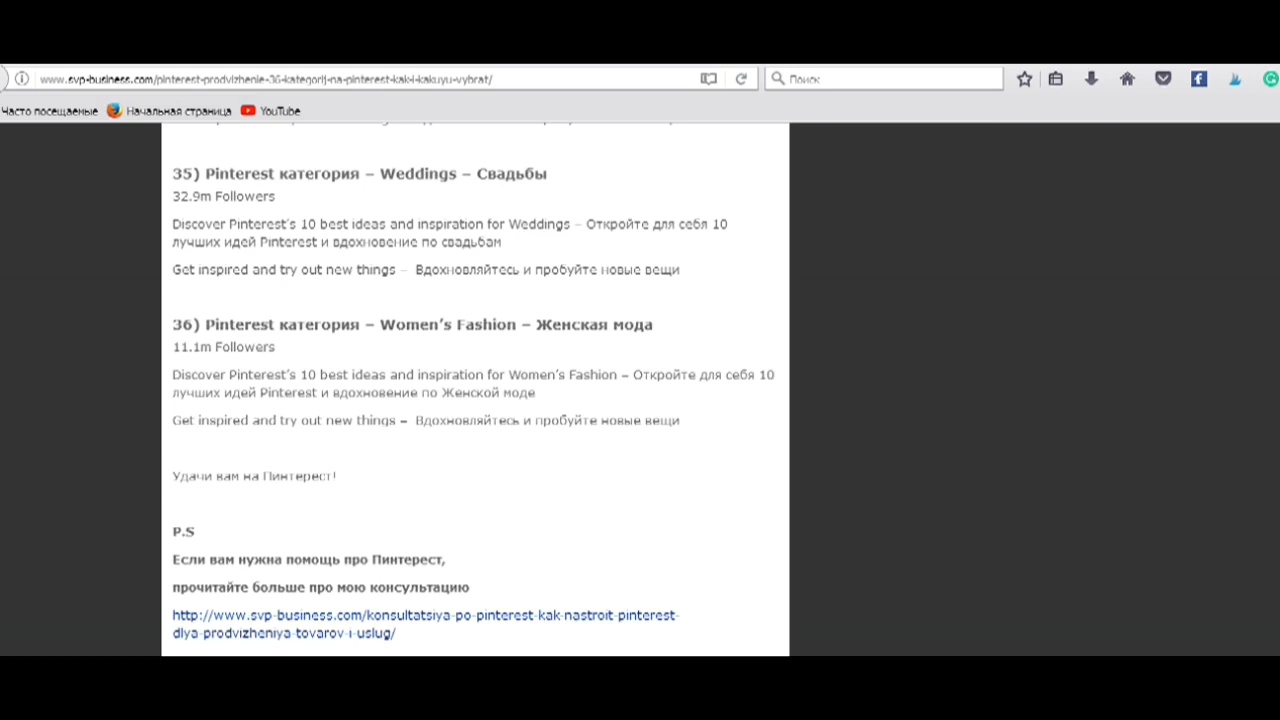 www.svp-business.com/pinterest-prodvizhenie-36-kategorij-na-pinterest-kak-i-kakuyu-vybrat/
Поиск
Часто посещаемые Начальная страница YouTube
35) Pinterest категория – Weddings – Свадьбы
32.9m Followers
Discover Pinterest's 10 best ideas and inspiration for Weddings – Откройте для себя 10
лучших идей Pinterest и вдохновение по свадьбам
Get inspired and try out new things – Вдохновляйтесь и пробуйте новые вещи
36) Pinterest категория – Women's Fashion – Женская мода
11.1m Followers
Discover Pinterest's 10 best ideas and inspiration for Women's Fashion – Откройте для себя 10
лучших идей Pinterest и вдохновение по Женской моде
Get inspired and try out new things – Вдохновляйтесь и пробуйте новые вещи
Удачи вам на Пинтерест!
P.S
Если вам нужна помощь про Пинтерест,
прочитайте больше про мою консультацию
http://www.svp-business.com/konsultatsiya-po-pinterest-kak-nastroit-pinterest-
dlya-prodvizheniya-tovarov-i-uslug/